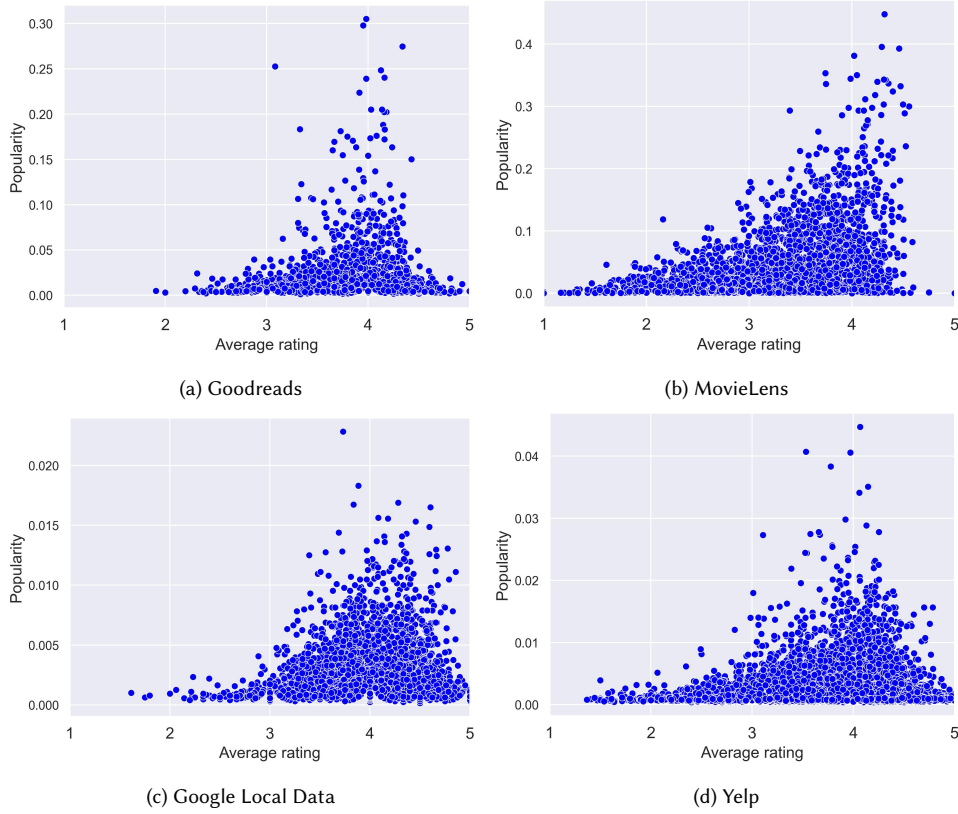 0.30
0.25
0.20
0.15
0.10
0.05
0.00
Popularity
1 2 3 4 5
Average rating
(a) Goodreads
0.4
0.3
0.2
0.1
0.0
Popularity
1 2 3 4 5
Average rating
(b) MovieLens
0.020
0.015
0.010
0.005
0.000
Popularity
1 2 3 4 5
Average rating
(c) Google Local Data
0.04
0.03
0.02
0.01
0.00
Popularity
1 2 3 4 5
Average rating
(d) Yelp